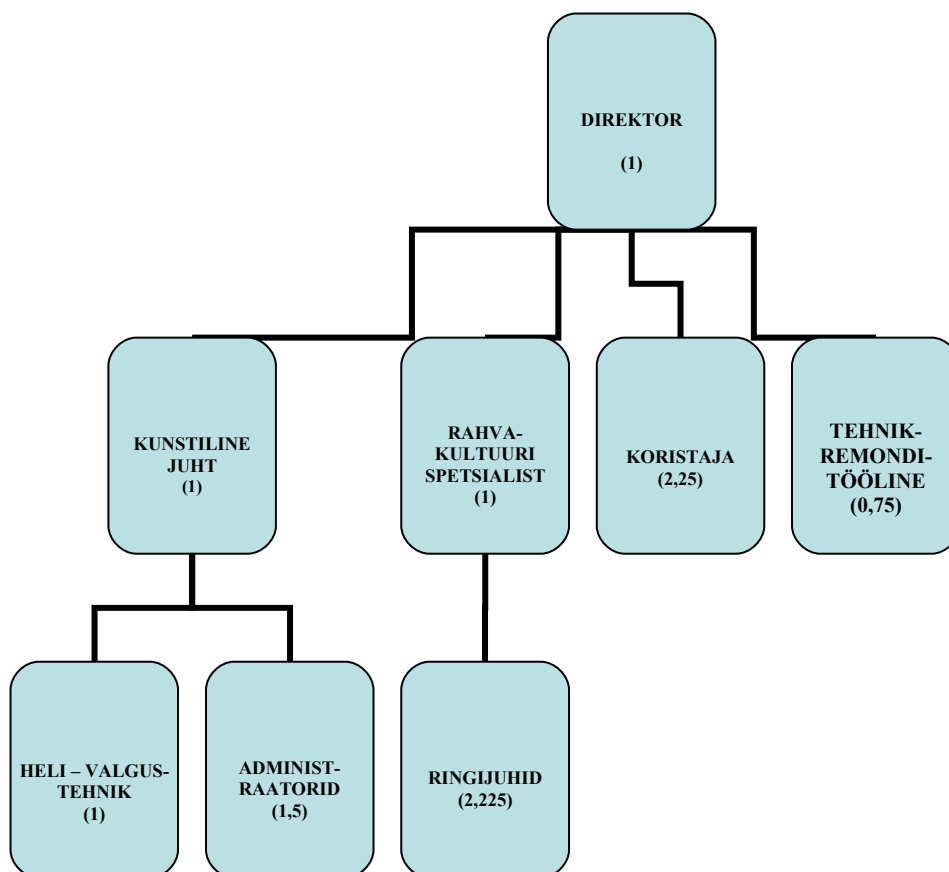 DIREKTOR
(1)
KUNSTILINE
JUHT
(1)
RAHVA-
KULTUURI
SPETSIALIST
(1)
KORISTAJA
(2,25)
TEHNIK-
REMONDI-
TÖÖLINE
(0,75)
HELI – VALGUS-
TEHNIK
(1)
ADMINIST-
RAATORID
(1,5)
RINGIJUHID
(2,225)